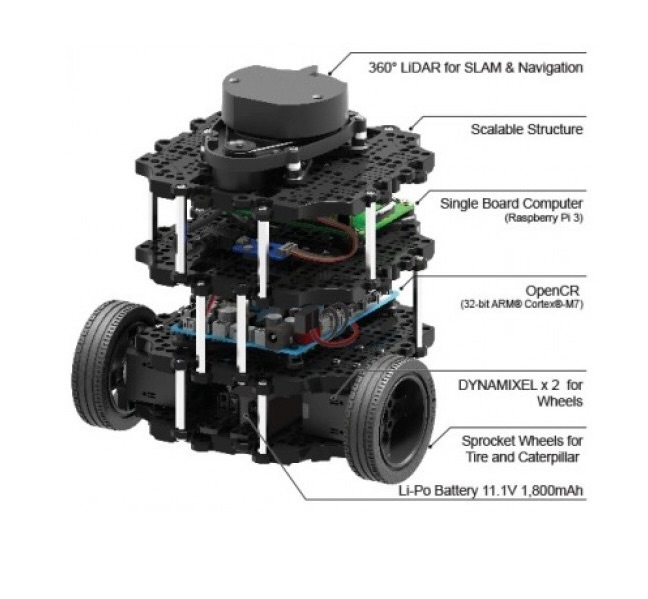 360° LiDAR for SLAM & Navigation
Scalable Structure
Single Board Computer
(Raspberry Pi 3)
OpenCR
(32-bit ARM® Cortex®-M7)
DYNAMIXEL x 2 for
Wheels
Sprocket Wheels for
Tire and Caterpillar
Li-Po Battery 11.1V 1,800mAh